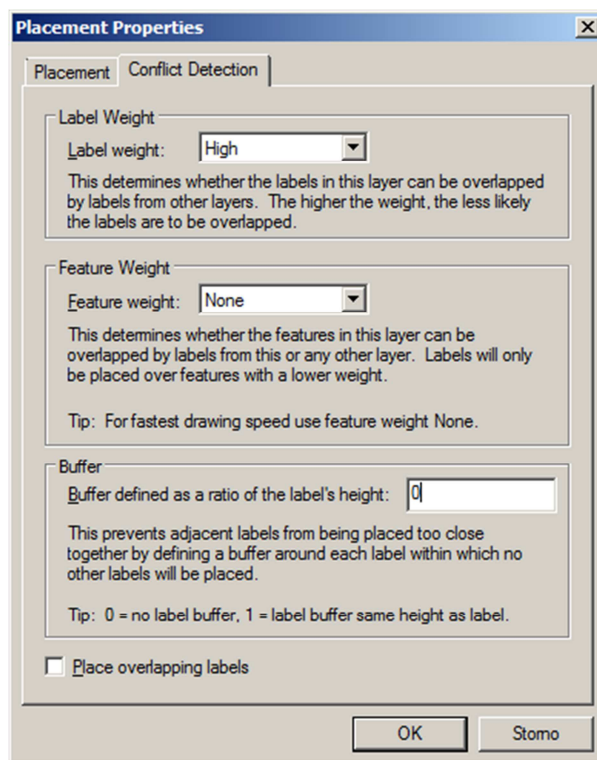 Placement Properties
Placement Conflict Detection
Label Weight
Label weight: High
This determines whether the labels in this layer can be overlapped
by labels from other layers. The higher the weight, the less likely
the labels are to be overlapped.
Feature Weight
Feature weight: None
This determines whether the features in this layer can be
overlapped by labels from this or any other layer. Labels will only
be placed over features with a lower weight.
Tip: For fastest drawing speed use feature weight None.
Buffer
Buffer defined as a ratio of the label's height: 0
This prevents adjacent labels from being placed too close
together by defining a buffer around each label within which no
other labels will be placed.
Tip: 0 = no label buffer, 1 = label buffer same height as label.
Place overlapping labels
OK Storno